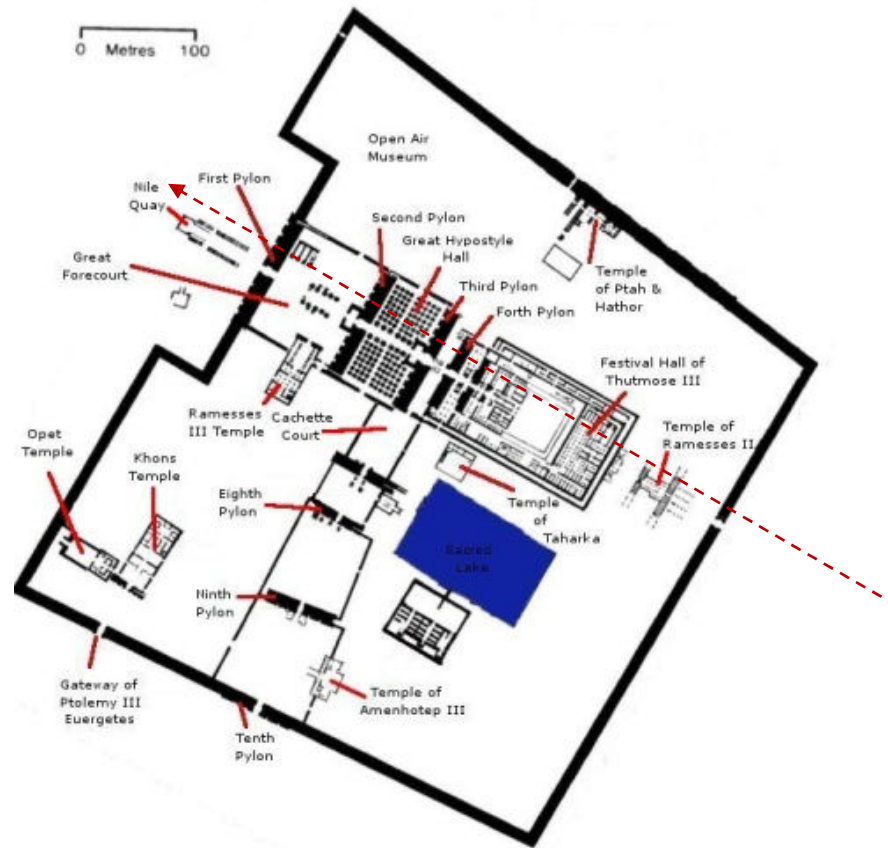 0 Metres 100
Open Air
Museum
First Pylon
Nile
Quay
Second Pylon
Great Hypostyle
Hall
Great
Forecourt
Third Pylon
Temple
of Ptah &
Hathor
Forth Pylon
Festival Hall of
Thutmose III
Ramesses
III Temple
Cachette
Court
Temple of
Ramesses II
Opet
Temple
Khons
Temple
Eighth
Pylon
Temple
of
Taharka
Sacred
Lake
Ninth
Pylon
Gateway of
Ptolemy III
Euergetes
Temple of
Amenhotep III
Tenth
Pylon